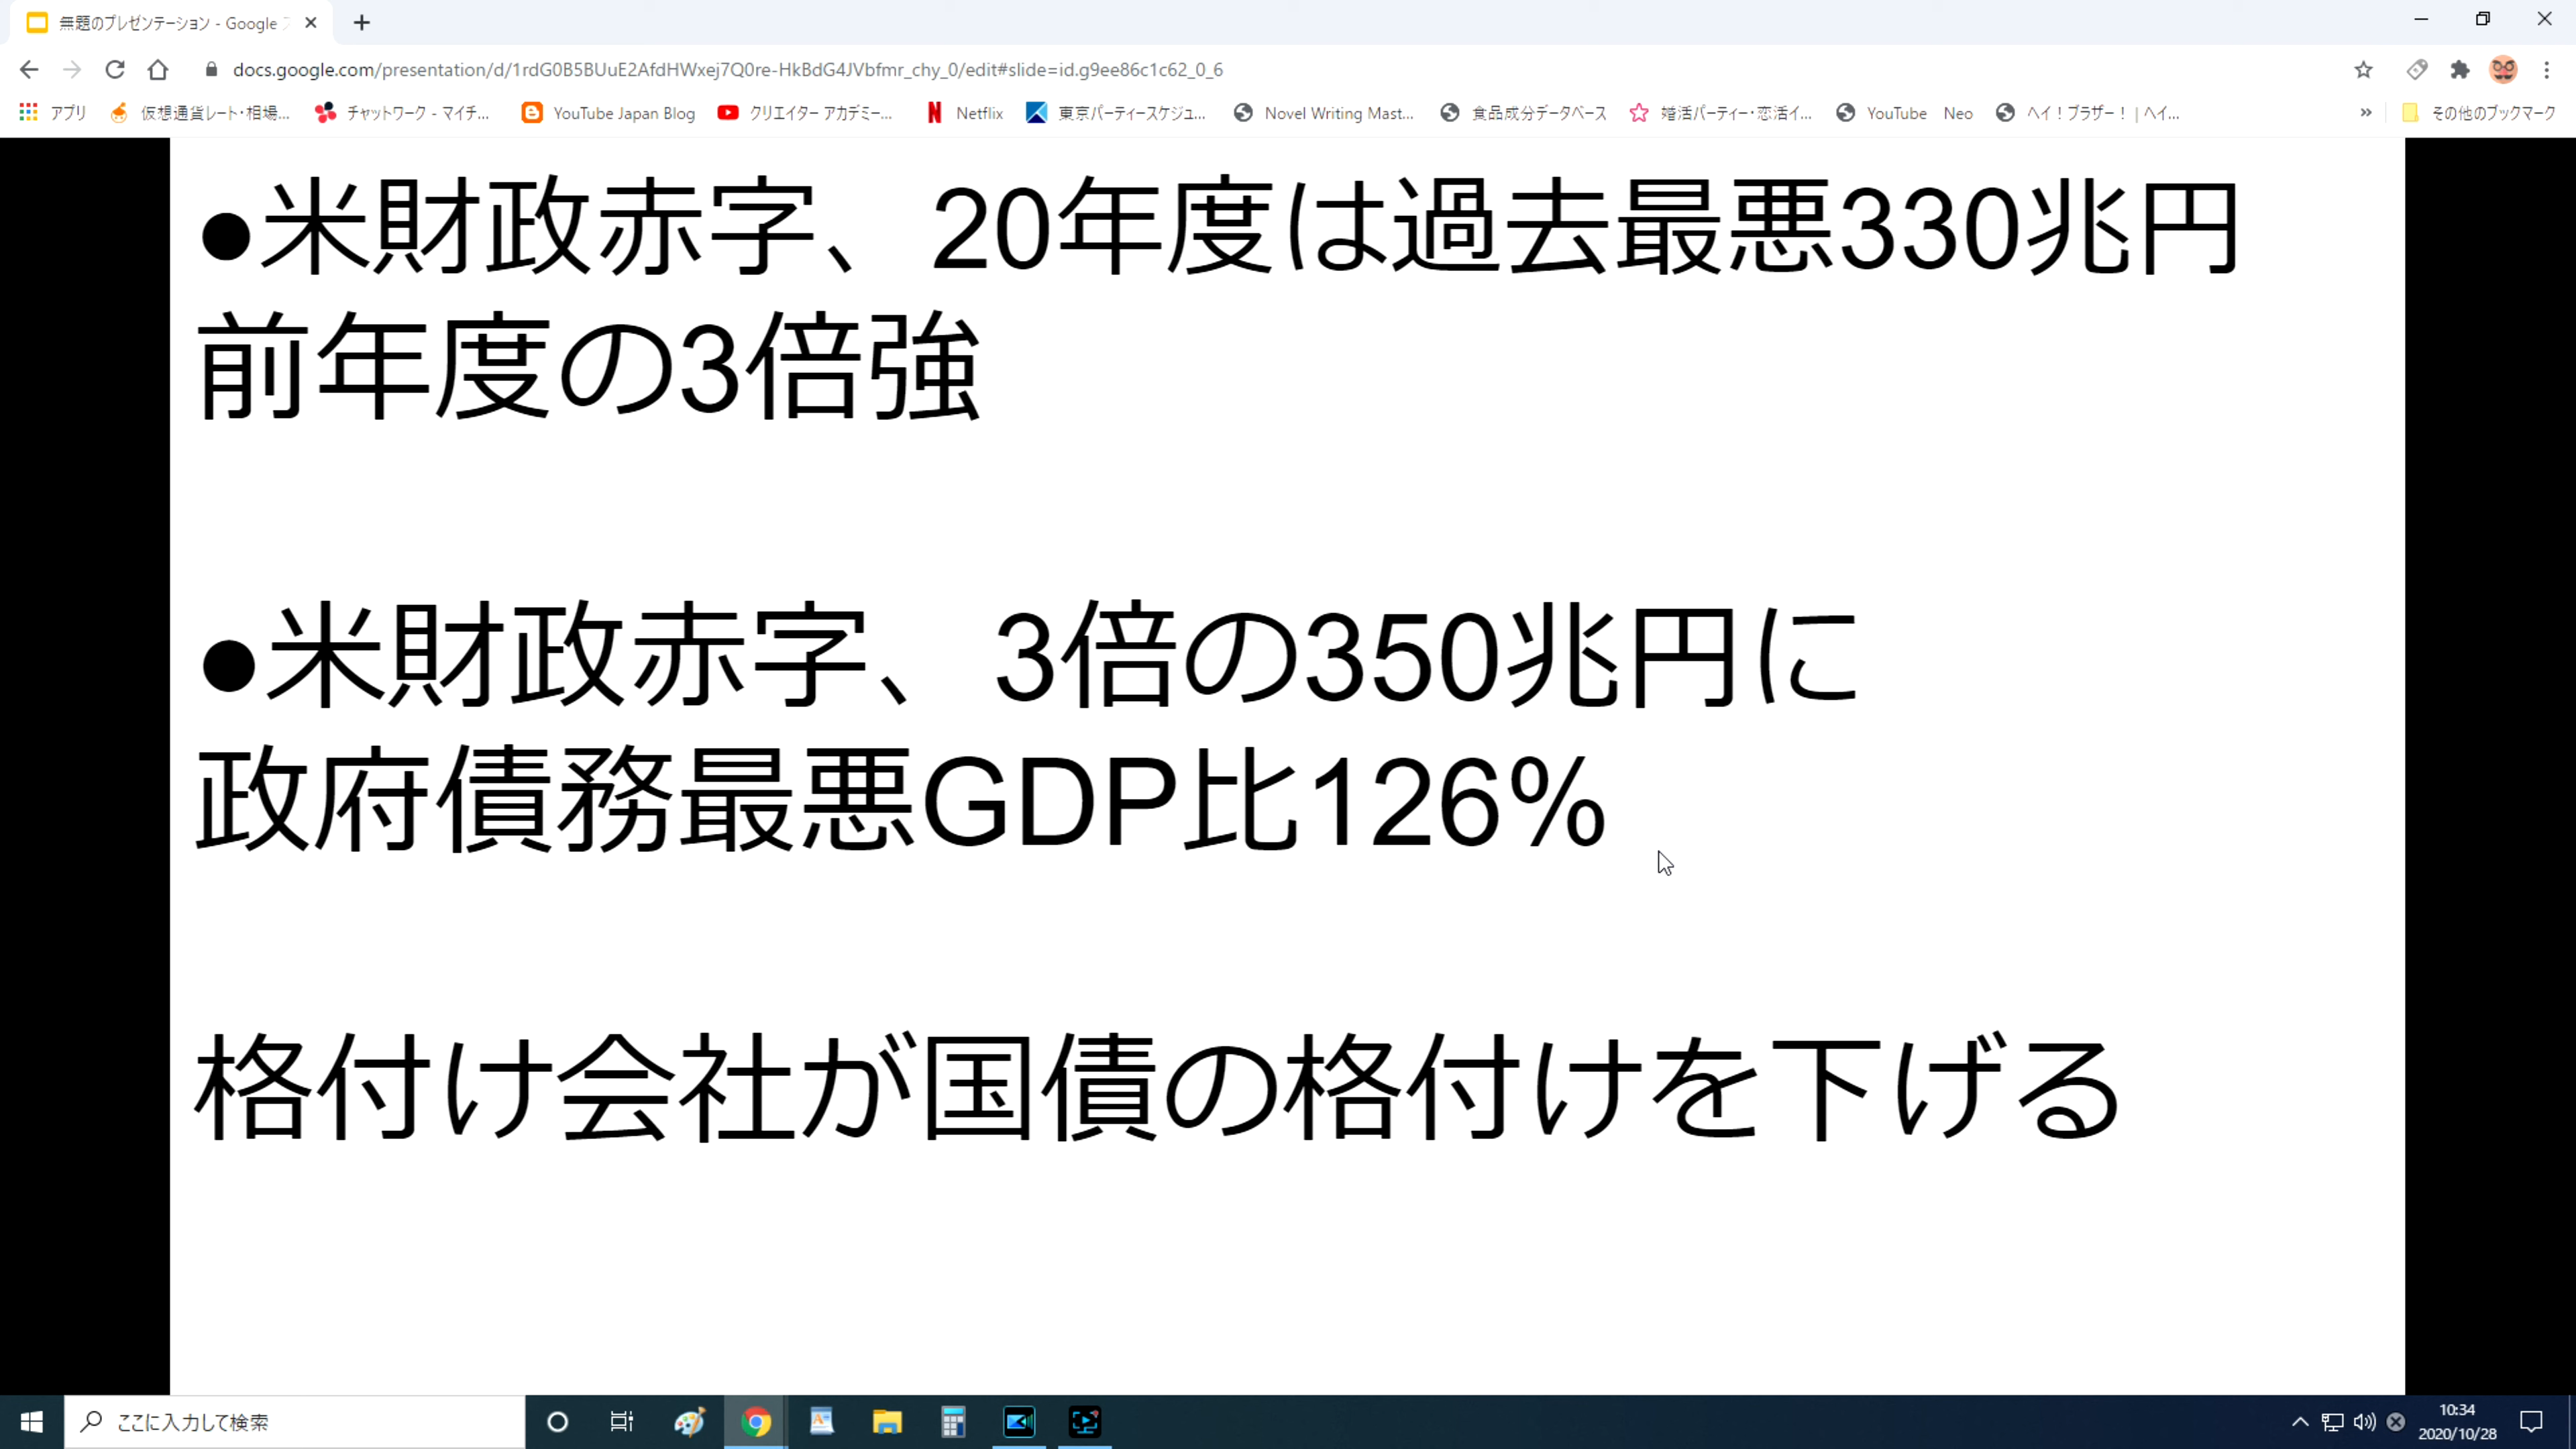 無題のプレゼンテーション - Google
docs.google.com/presentation/d/1rdG0B5BUuE2AfdHWxej7Q0re-HkBdG4JVbfmr_chy_0/edit#slide=id.g9ee86c1c62_0_6
アプリ 仮想通貨レート・相場... チャットワーク - マイチ... YouTube Japan Blog クリエイター アカデミー... Netflix 東京パーティースケジュ... Novel Writing Mast... 食品成分データベース 婚活パーティー・恋活イ... YouTube Neo ヘイ！ブラザー！ | ヘイ... » その他のブックマーク
●米財政赤字、20年度は過去最悪330兆円
前年度の3倍強
●米財政赤字、3倍の350兆円に
政府債務最悪GDP比126%
格付け会社が国債の格付けを下げる
ここに入力して検索
10:34
2020/10/28